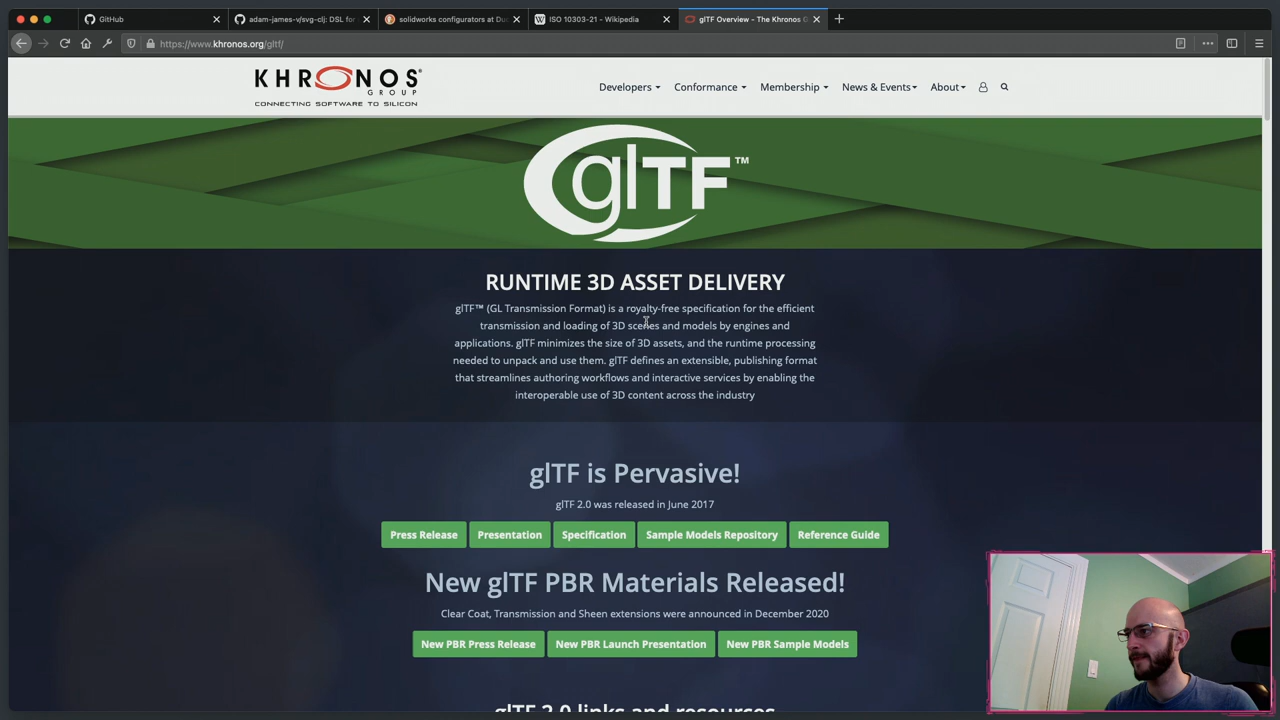 GitHub
adam-james-v/svg-clj: DSL for
solidworks configurators at Du
ISO 10303-21 - Wikipedia
glTF Overview - The Khronos G
https://www.khronos.org/gltf/
KHRONOS
GROUP
CONNECTING SOFTWARE TO SILICON
Developers
Conformance
Membership
News & Events
About
glTF™
RUNTIME 3D ASSET DELIVERY
glTF™ (GL Transmission Format) is a royalty-free specification for the efficient
transmission and loading of 3D scenes and models by engines and
applications. glTF minimizes the size of 3D assets, and the runtime processing
needed to unpack and use them. glTF defines an extensible, publishing format
that streamlines authoring workflows and interactive services by enabling the
interoperable use of 3D content across the industry
glTF is Pervasive!
glTF 2.0 was released in June 2017
Press Release
Presentation
Specification
Sample Models Repository
Reference Guide
New glTF PBR Materials Released!
Clear Coat, Transmission and Sheen extensions were announced in December 2020
New PBR Press Release
New PBR Launch Presentation
New PBR Sample Models
glTF 2.0 links and resources